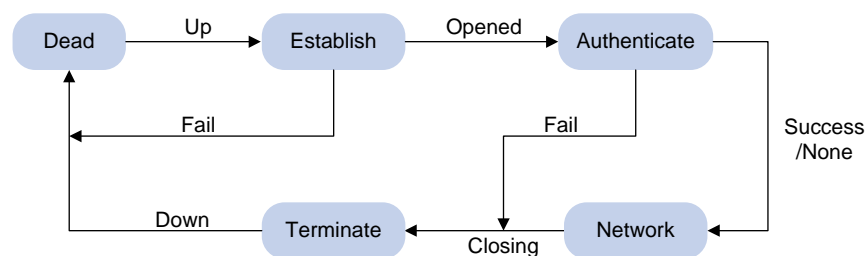 Dead
Up
Establish
Opened
Authenticate
Fail
Fail
Success
/None
Down
Terminate
Closing
Network